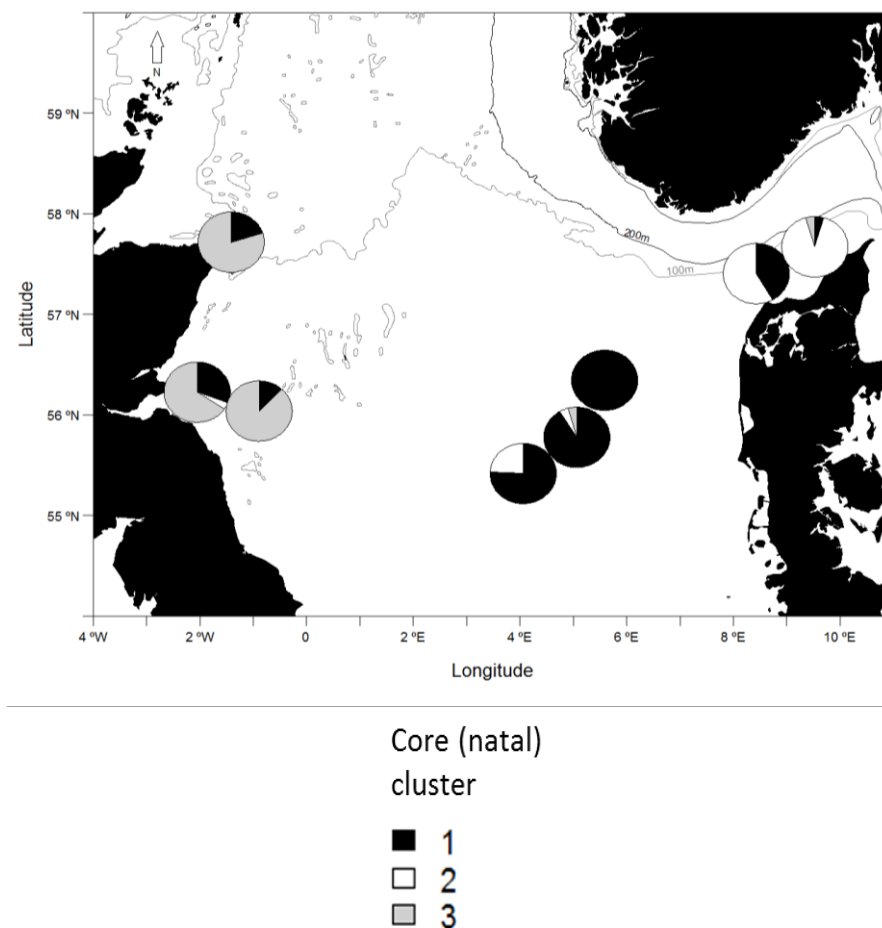 N
59 ºN
58 ºN
57 ºN
56 ºN
55 ºN
Latitude
200m
100m
4 ºW
2 ºW
0
2 ºE
4 ºE
6 ºE
8 ºE
10 ºE
Longitude
Core (natal)
cluster
1
2
3